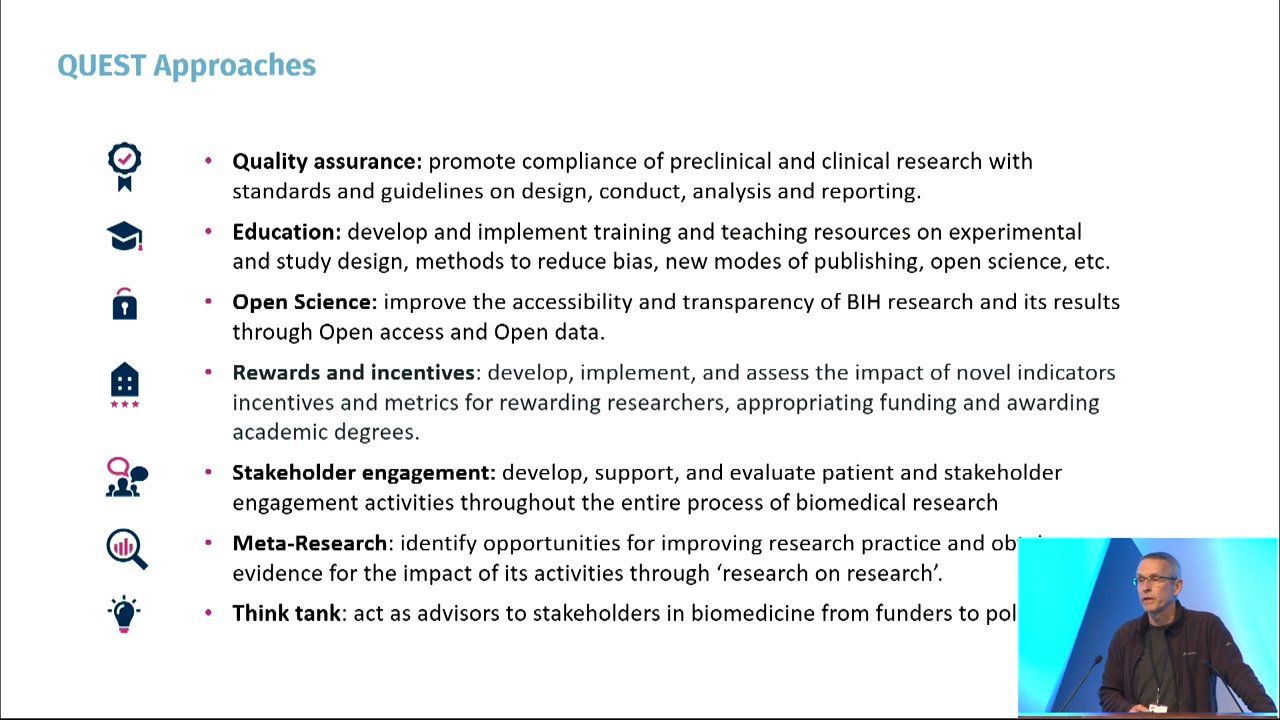 QUEST Approaches
• Quality assurance: promote compliance of preclinical and clinical research with
standards and guidelines on design, conduct, analysis and reporting.
• Education: develop and implement training and teaching resources on experimental
and study design, methods to reduce bias, new modes of publishing, open science, etc.
• Open Science: improve the accessibility and transparency of BIH research and its results
through Open access and Open data.
• Rewards and incentives: develop, implement, and assess the impact of novel indicators
incentives and metrics for rewarding researchers, appropriating funding and awarding
academic degrees.
• Stakeholder engagement: develop, support, and evaluate patient and stakeholder
engagement activities throughout the entire process of biomedical research
• Meta-Research: identify opportunities for improving research practice and
evidence for the impact of its activities through ‘research on research’.
• Think tank: act as advisors to stakeholders in biomedicine from funders to